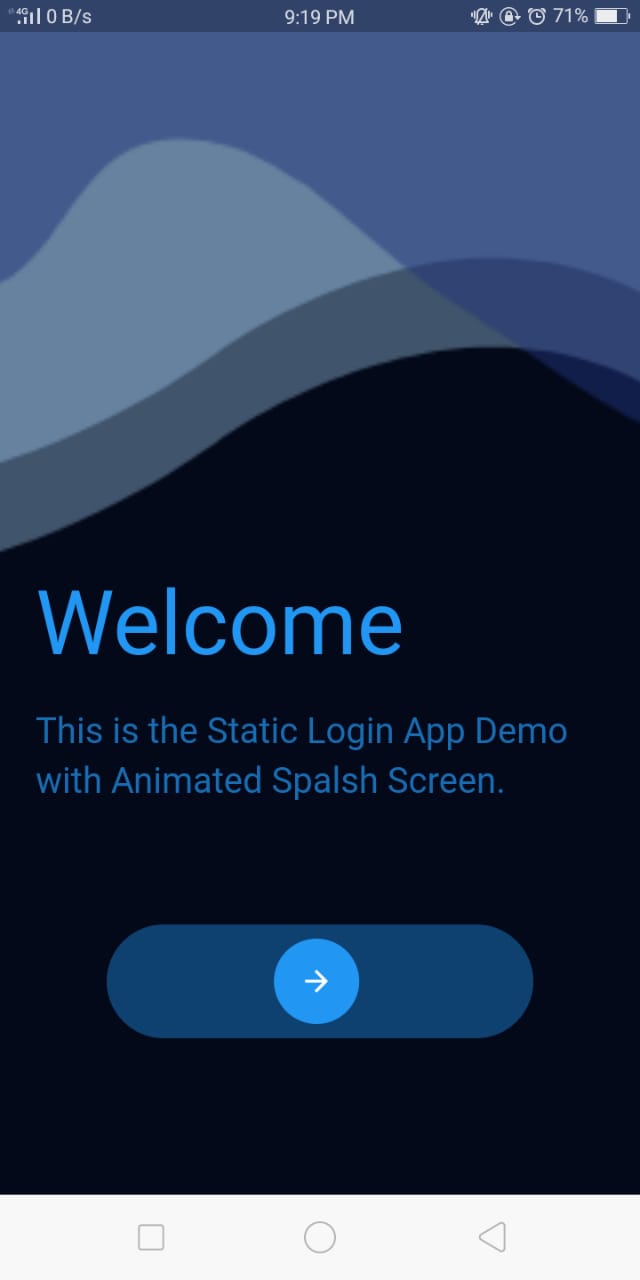 4G 0 B/s 9:19 PM 71%
Welcome
This is the Static Login App Demo
with Animated Spalsh Screen.